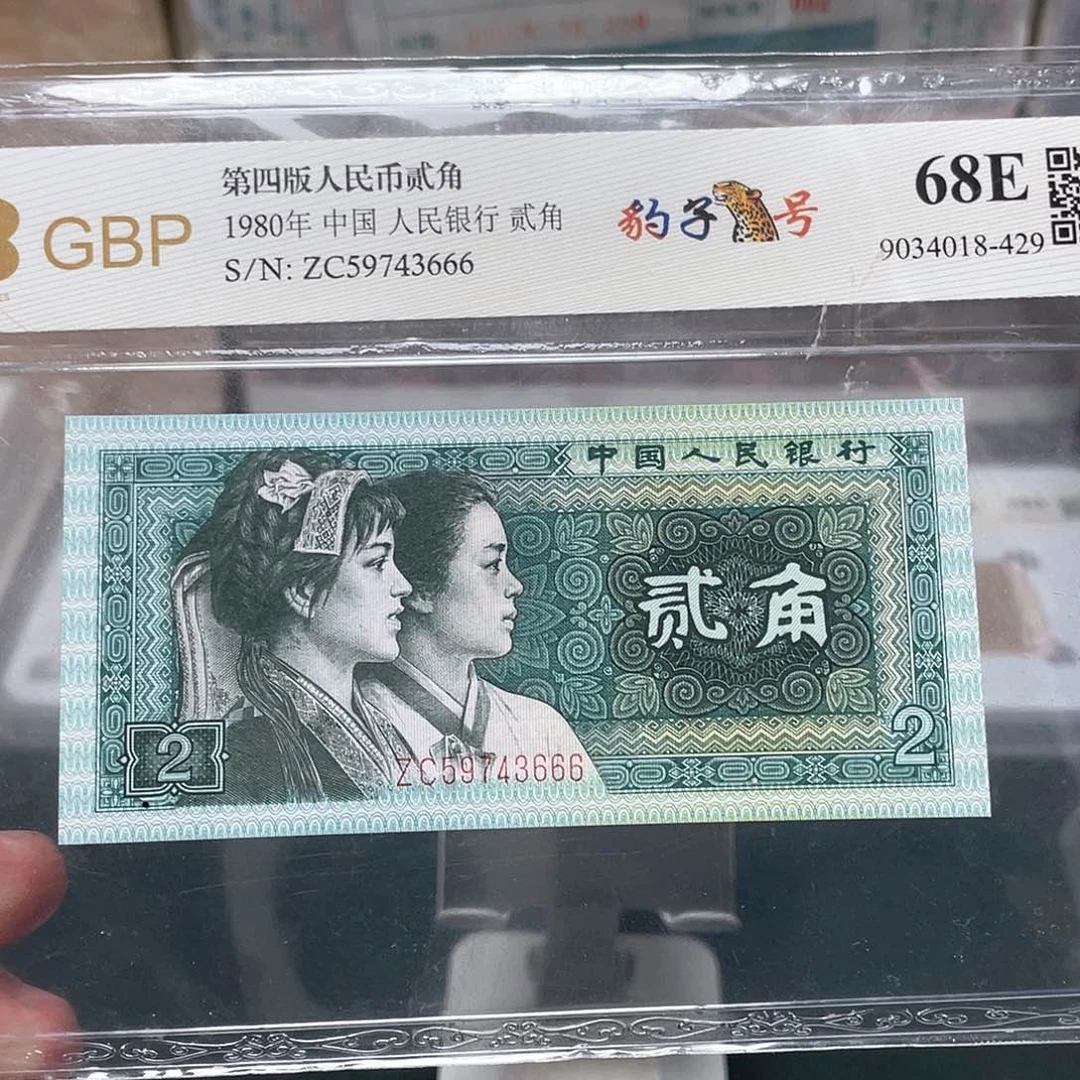 GBP
第四版人民币贰角
1980年 中国 人民银行 贰角
S/N: ZC59743666
豹子号
68E
9034018-429
中国人民银行
贰角
2
2
ZC59743666